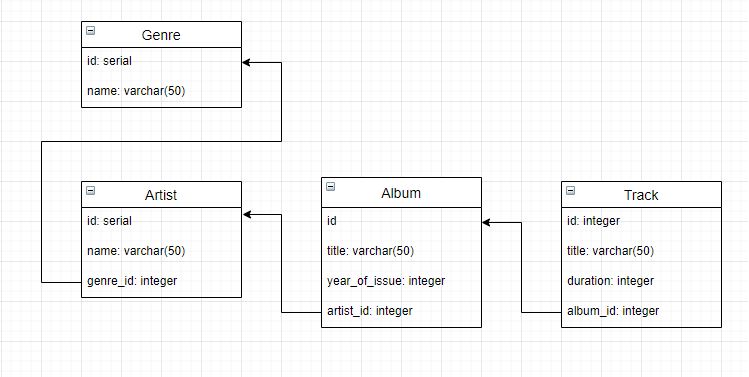 Genre
id: serial
name: varchar(50)
Artist
id: serial
name: varchar(50)
genre_id: integer
Album
id
title: varchar(50)
year_of_issue: integer
artist_id: integer
Track
id: integer
title: varchar(50)
duration: integer
album_id: integer